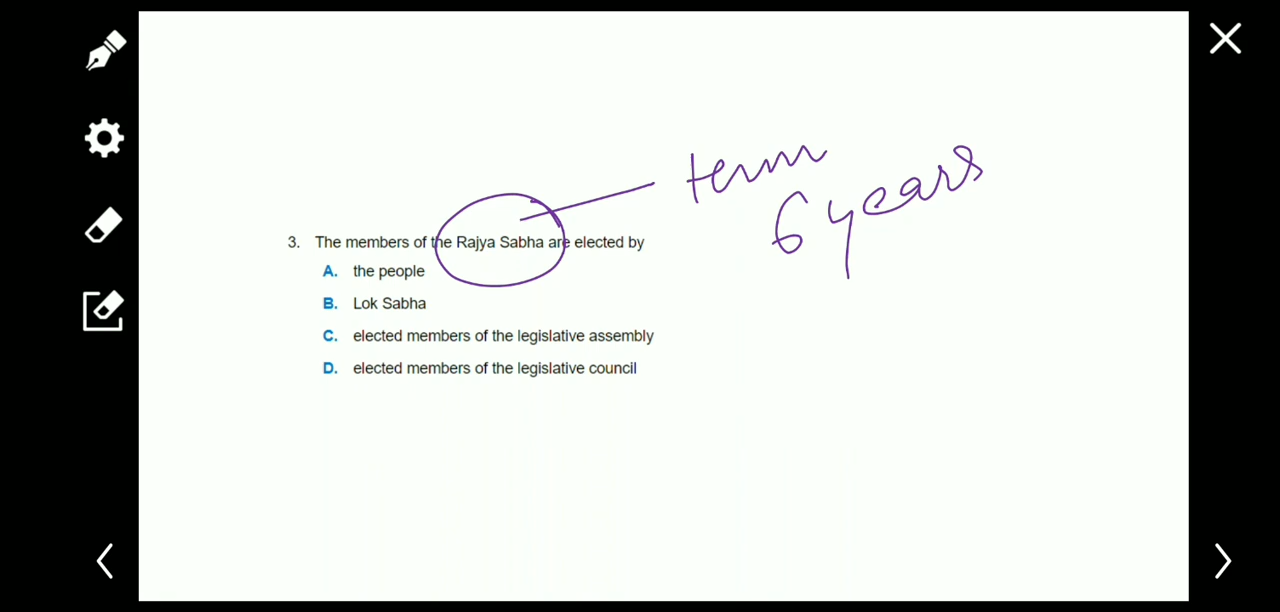 term
6 years
3. The members of the Rajya Sabha are elected by
A. the people
B. Lok Sabha
C. elected members of the legislative assembly
D. elected members of the legislative council